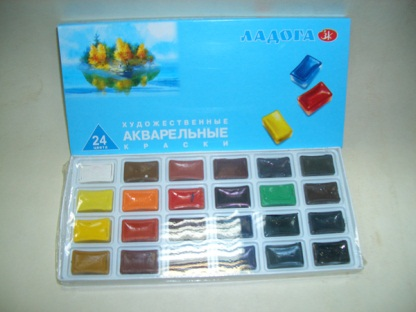 ЛАДОГА
ХУДОЖЕСТВЕННЫЕ
АКВАРЕЛЬНЫЕ
КРАСКИ
24
ЦВЕТА